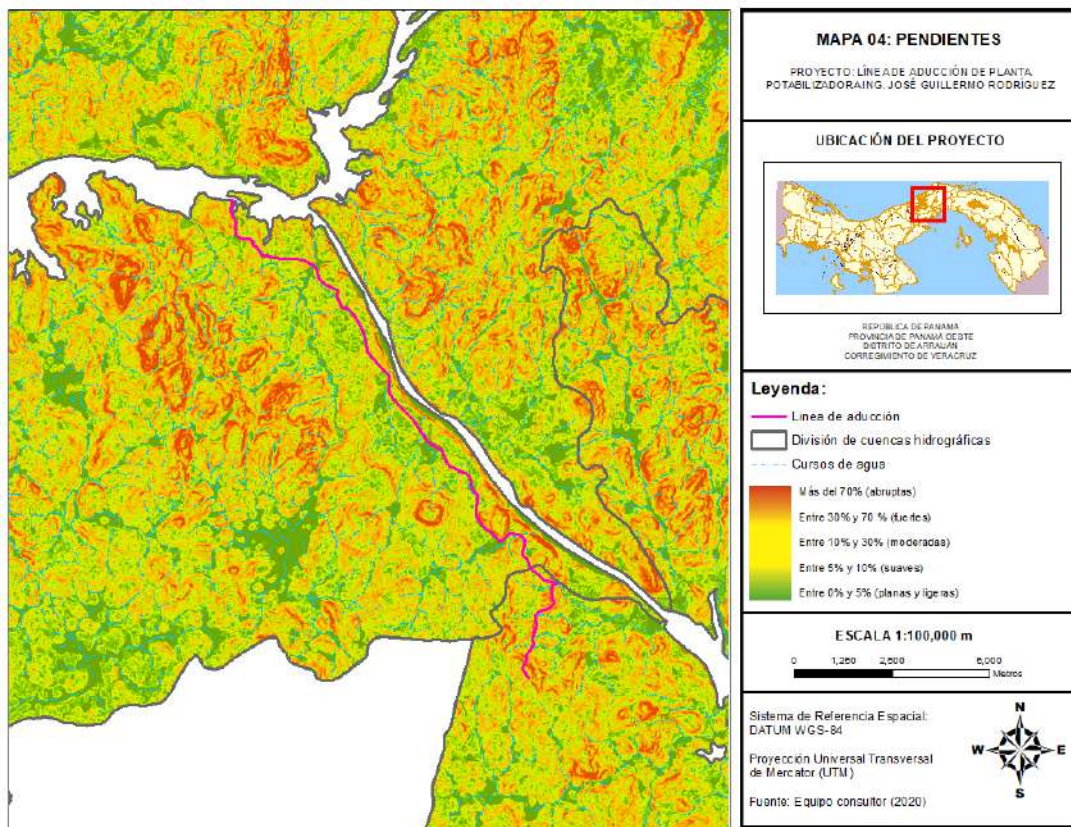 MAPA 04: PENDIENTES
PROYECTO: LÍNEA DE ADUCCIÓN DE PLANTA
POTABILIZADORA ING. JOSÉ GUILLERMO RODRÍGUEZ
UBICACIÓN DEL PROYECTO
REPÚBLICA DE PANAMÁ
PROVINCIA DE PANAMÁ OESTE
DISTRITO DE ARRAIJÁN
CORREGIMIENTO DE VERACRUZ
Leyenda:
Linea de aducción
División de cuencas hidrográficas
Cursos de agua
Más del 70% (abruptas)
Entre 30% y 70 % (fuertes)
Entre 10% y 30% (moderadas)
Entre 5% y 10% (suaves)
Entre 0% y 5% (planas y ligeras)
ESCALA 1:100,000 m
0 1,250 2,500 5,000
Metros
Sistema de Referencia Espacial:
DATUM WGS-84
Proyección Universal Transversal
de Mercator (UTM)
Fuente: Equipo consultor (2020)
N
W E
S